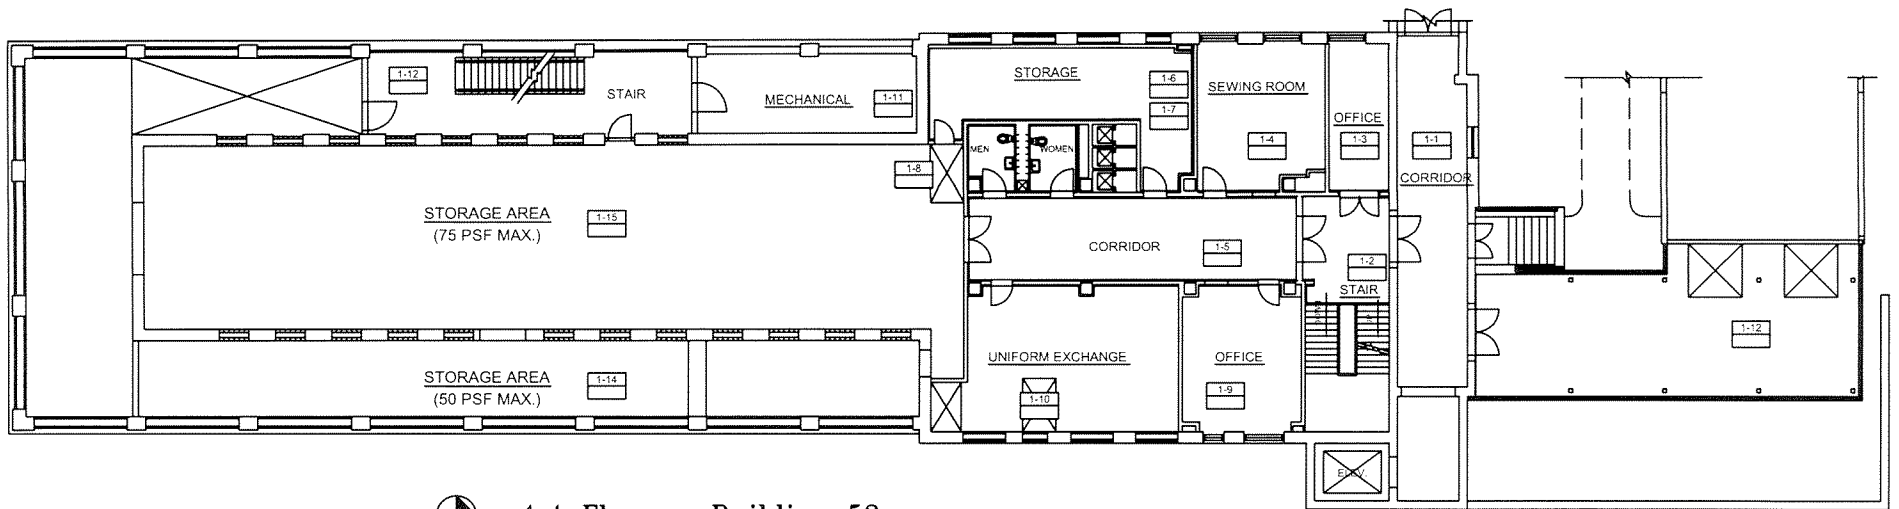 1-12
STAIR
MECHANICAL
1-11
STORAGE
1-6
1-7
SEWING ROOM
1-4
OFFICE
1-3
1-1
CORRIDOR
MEN
WOMEN
1-8
STORAGE AREA
(75 PSF MAX.)
1-15
CORRIDOR
1-5
1-2
STAIR
UP
1-12
UNIFORM EXCHANGE
1-10
OFFICE
1-9
STORAGE AREA
(50 PSF MAX.)
1-14
ELEV.